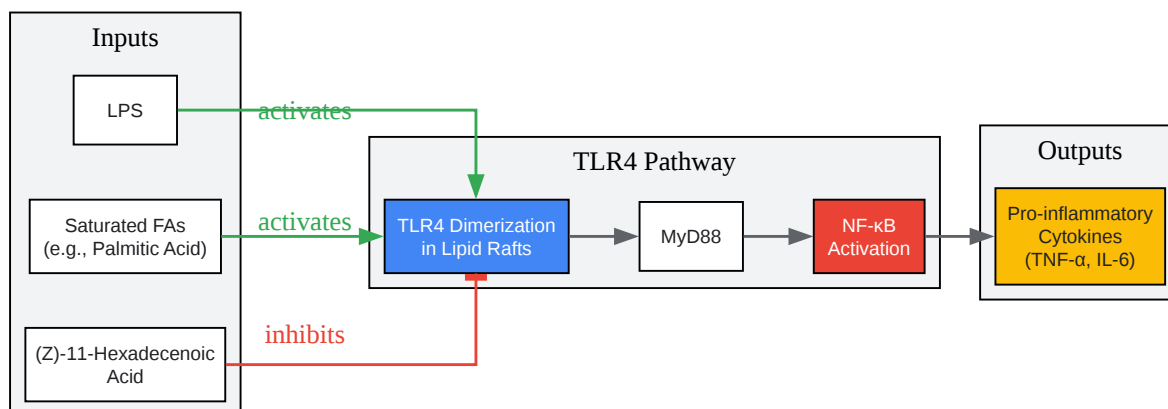 Inputs
LPS
activates
Saturated FAs
(e.g., Palmitic Acid)
activates
(Z)-11-Hexadecenoic
Acid
inhibits
TLR4 Pathway
TLR4 Dimerization
in Lipid Rafts
MyD88
NF-κB
Activation
Outputs
Pro-inflammatory
Cytokines
(TNF-α, IL-6)